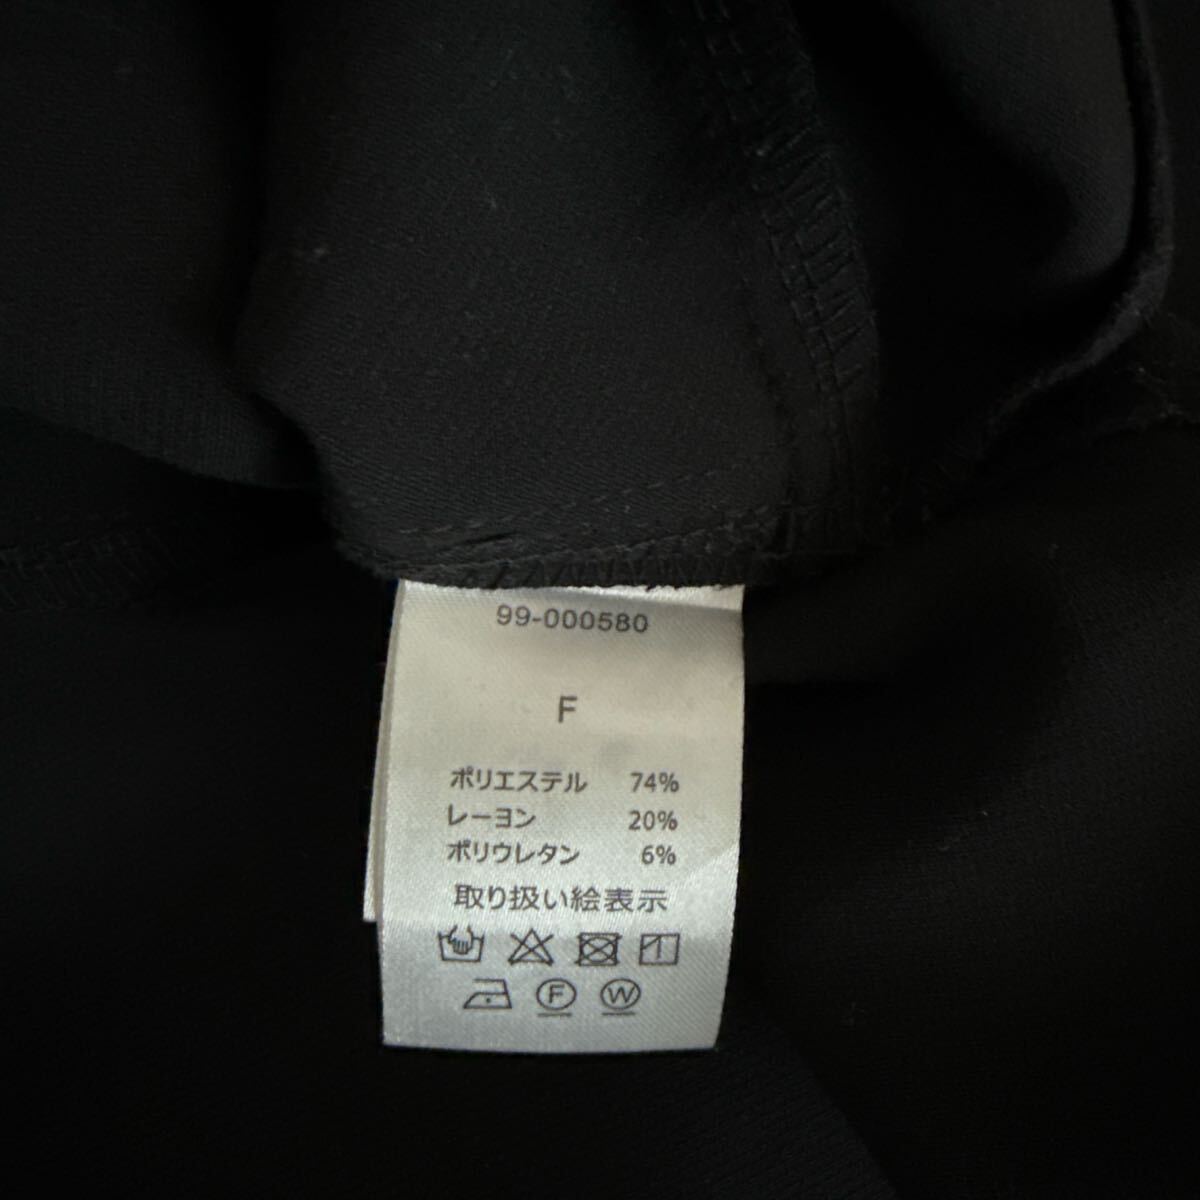 99-000580
F
ポリエステル 74%
レーヨン 20%
ポリウレタン 6%
取り扱い絵表示
F W